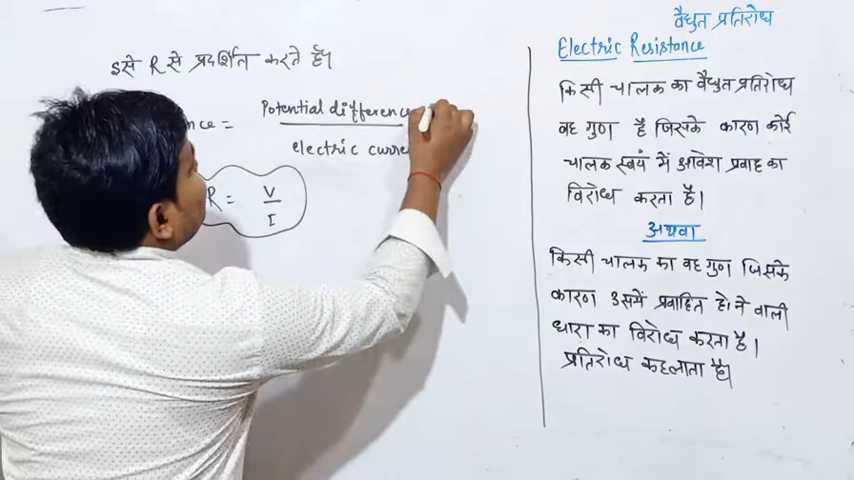 इसे R से प्रदर्शित करते है।
nce = Potential difference
electric curre
R = V
I
वैधुत प्रतिरोध
Electric Resistance
किसी चालक का वैधुत प्रतिरोध
वह गुण है जिसके कारण कोई
चालक स्वयं में आवेश प्रवाह का
विरोध करता है।
अथवा
किसी चालक का वह गुण जिसके
कारण उसमें प्रवाहित होने वाली
धारा का विरोध करता है।
प्रतिरोध कहलाता है।